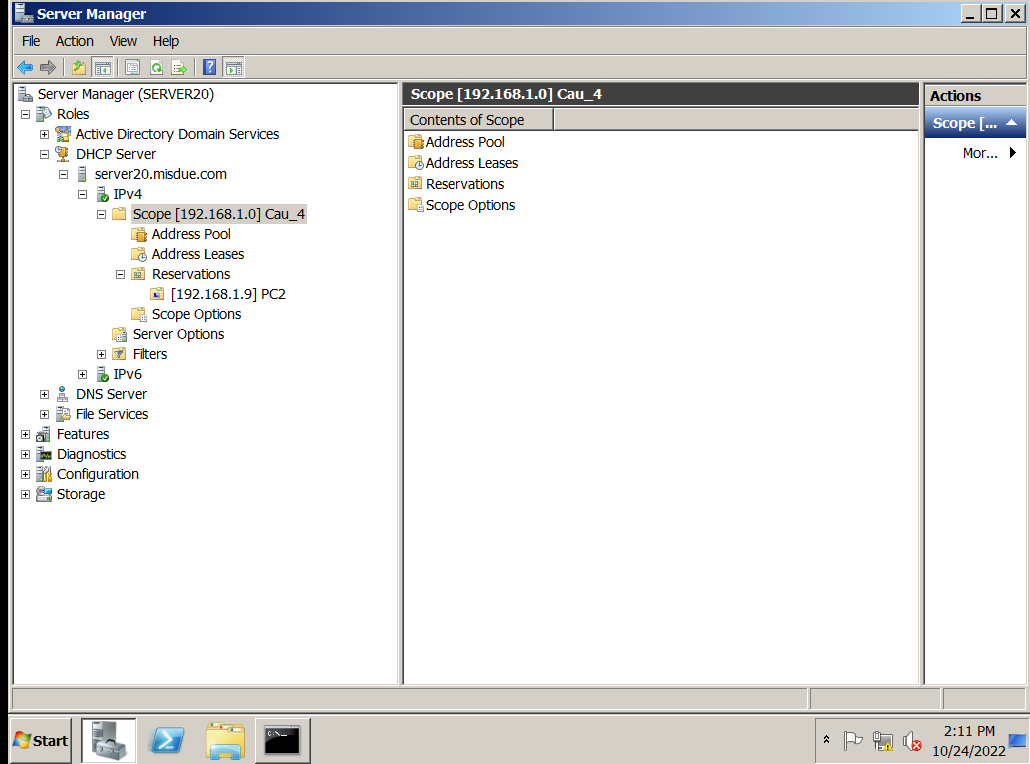 Server Manager
File Action View Help
Server Manager (SERVER20)
Roles
Active Directory Domain Services
DHCP Server
server20.misdue.com
IPv4
Scope [192.168.1.0] Cau_4
Address Pool
Address Leases
Reservations
[192.168.1.9] PC2
Scope Options
Server Options
Filters
IPv6
DNS Server
File Services
Features
Diagnostics
Configuration
Storage
Scope [192.168.1.0] Cau_4
Contents of Scope
Address Pool
Address Leases
Reservations
Scope Options
Actions
Scope [...
Mor...
Start
2:11 PM
10/24/2022